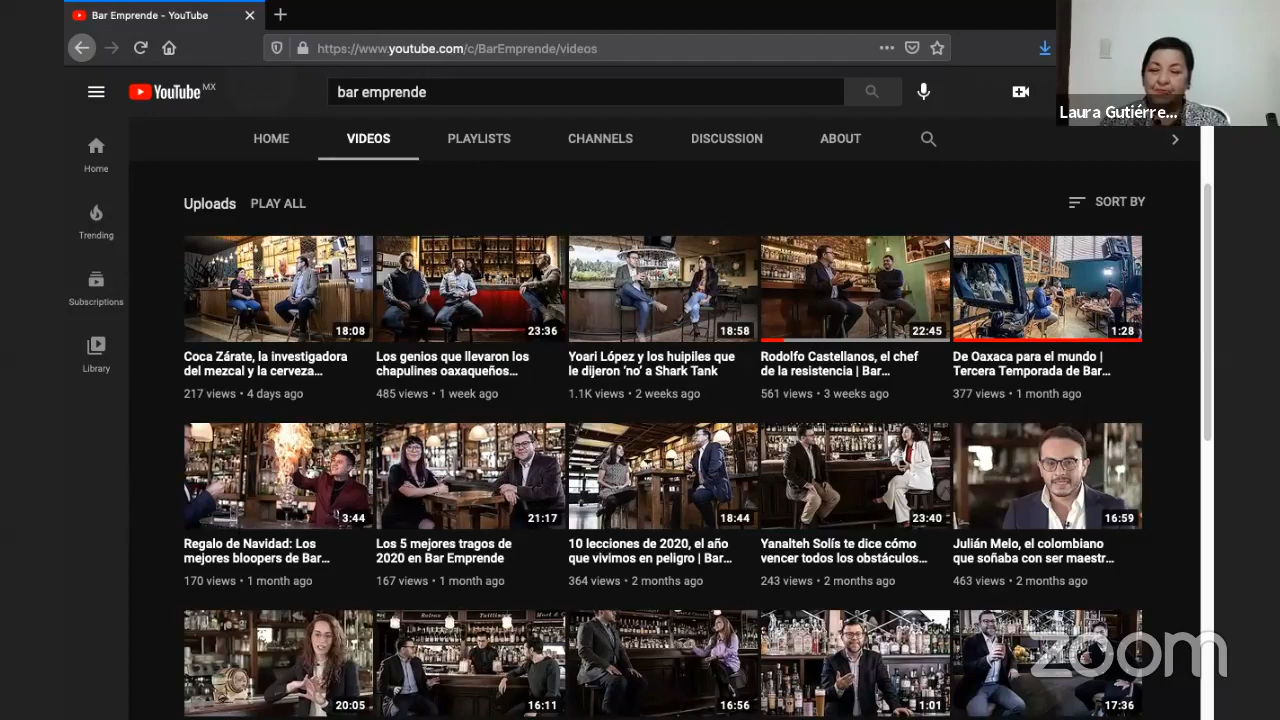 Bar Emprende - YouTube
https://www.youtube.com/c/BarEmprende/videos
Laura Gutiérre...
YouTube MX
bar emprende
HOME VIDEOS PLAYLISTS CHANNELS DISCUSSION ABOUT
Home
Trending
Subscriptions
Library
Uploads PLAY ALL
SORT BY
18:08 23:36 18:58 22:45 1:28
Coca Zárate, la investigadora
del mezcal y la cerveza...
217 views • 4 days ago
Los genios que llevaron los
chapulines oaxaqueños...
485 views • 1 week ago
Yoari López y los huipiles que
le dijeron ‘no’ a Shark Tank
1.1K views • 2 weeks ago
Rodolfo Castellanos, el chef
de la resistencia | Bar...
561 views • 3 weeks ago
De Oaxaca para el mundo |
Tercera Temporada de Bar...
377 views • 1 month ago
3:44 21:17 18:44 23:40 16:59
Regalo de Navidad: Los
mejores bloopers de Bar...
170 views • 1 month ago
Los 5 mejores tragos de
2020 en Bar Emprende
167 views • 1 month ago
10 lecciones de 2020, el año
que vivimos en peligro | Bar...
364 views • 2 months ago
Yanalteh Solís te dice cómo
vencer todos los obstáculos...
243 views • 2 months ago
Julián Melo, el colombiano
que soñaba con ser maestr...
463 views • 2 months ago
20:05 16:11 16:56 1:01 17:36
zoom